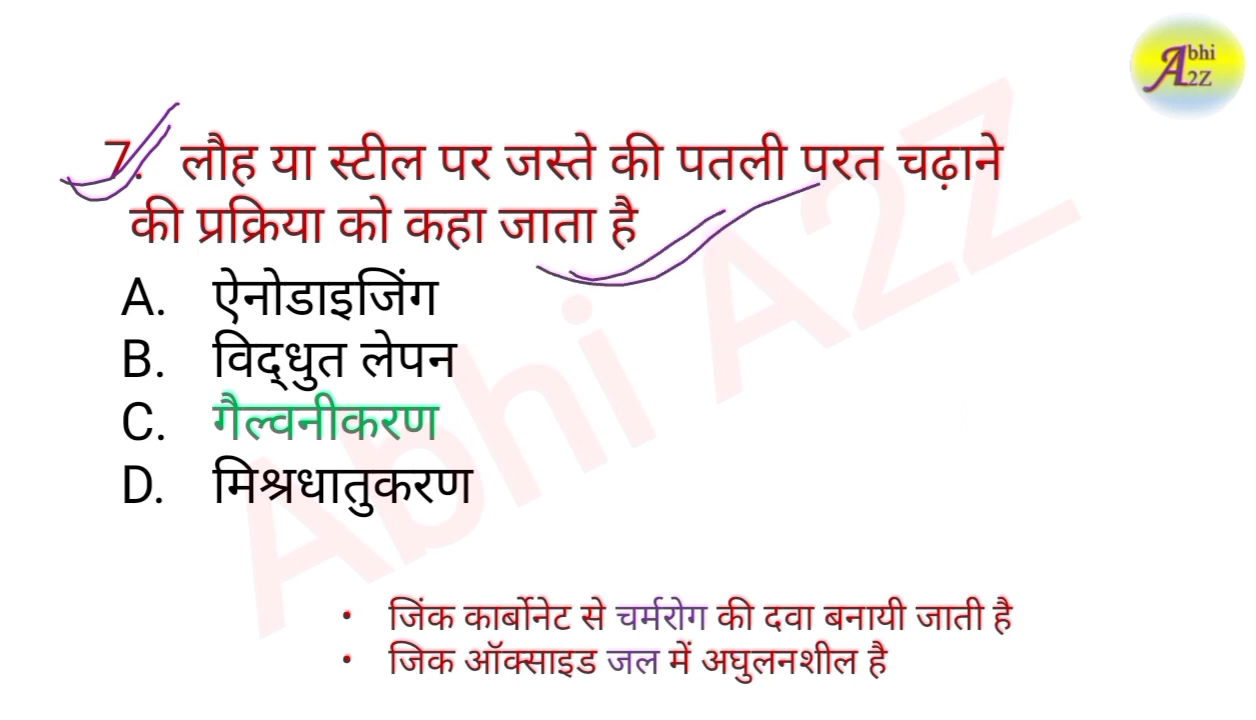 Abhi
A2Z
7. लौह या स्टील पर जस्ते की पतली परत चढ़ाने
की प्रक्रिया को कहा जाता है
A. ऐनोडाइजिंग
B. विद्धुत लेपन
C. गैल्वनीकरण
D. मिश्रधातुकरण
• जिंक कार्बोनेट से चर्मरोग की दवा बनायी जाती है
• जिक ऑक्साइड जल में अघुलनशील है
Abhi A2Z